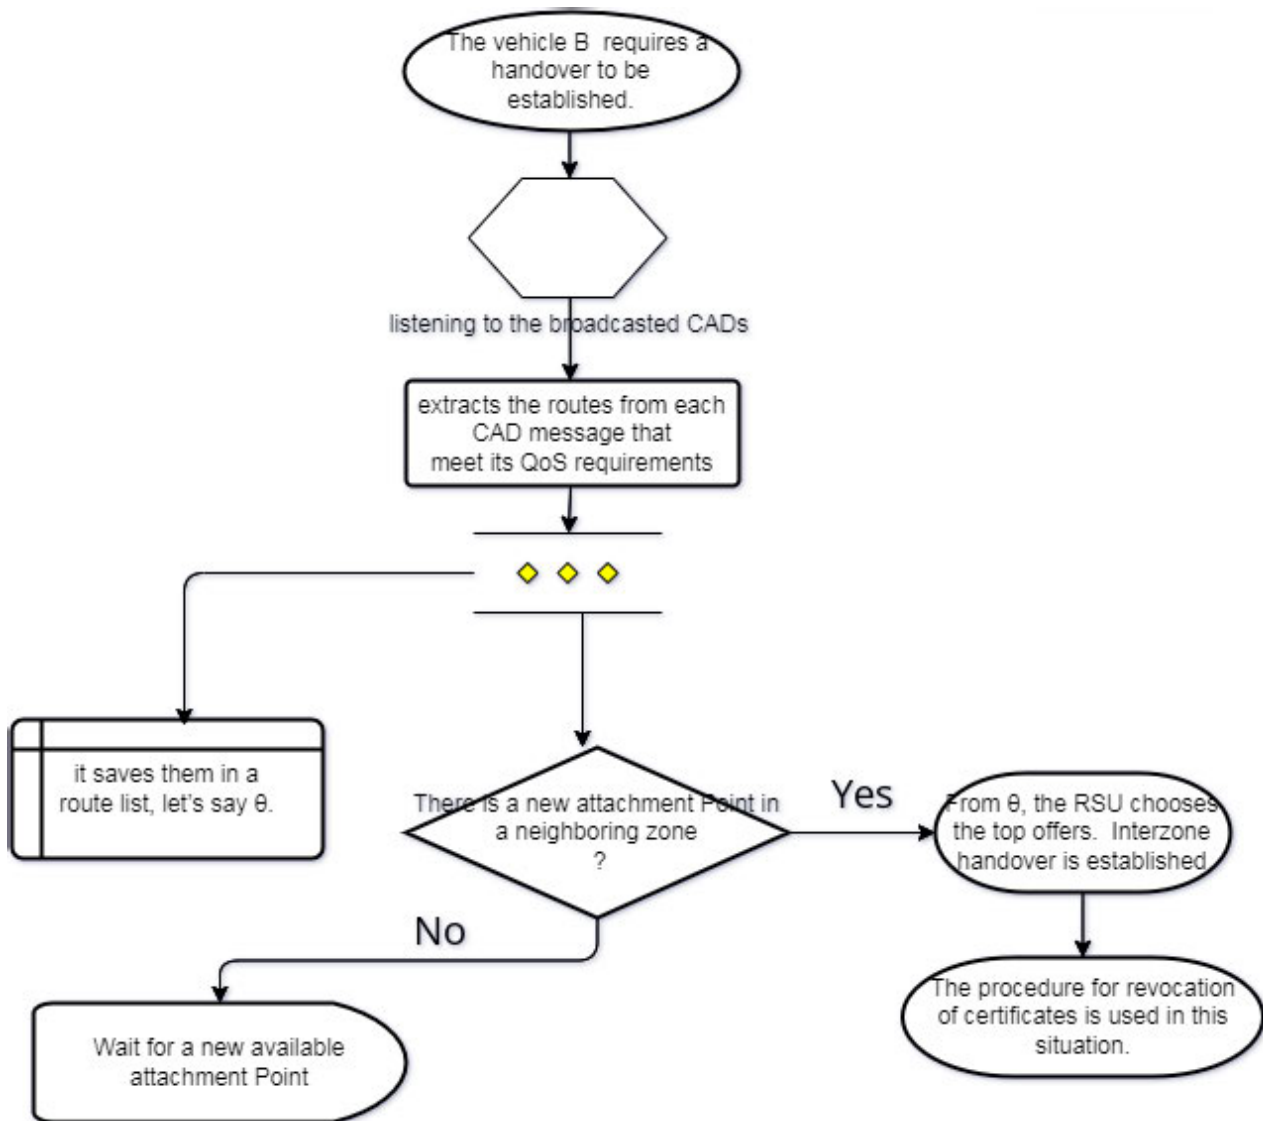 The vehicle B  requires a
handover to be
established.
listening to the broadcasted CADs
extracts the routes from each
CAD message that
meet its QoS requirements
it saves them in a
route list, let's say θ.
There is a new attachment Point in
a neighboring zone
?
Yes
From θ, the RSU chooses
the top offers.  Interzone
handover is established
No
The procedure for revocation
of certificates is used in this
situation.
Wait for a new available
attachment Point